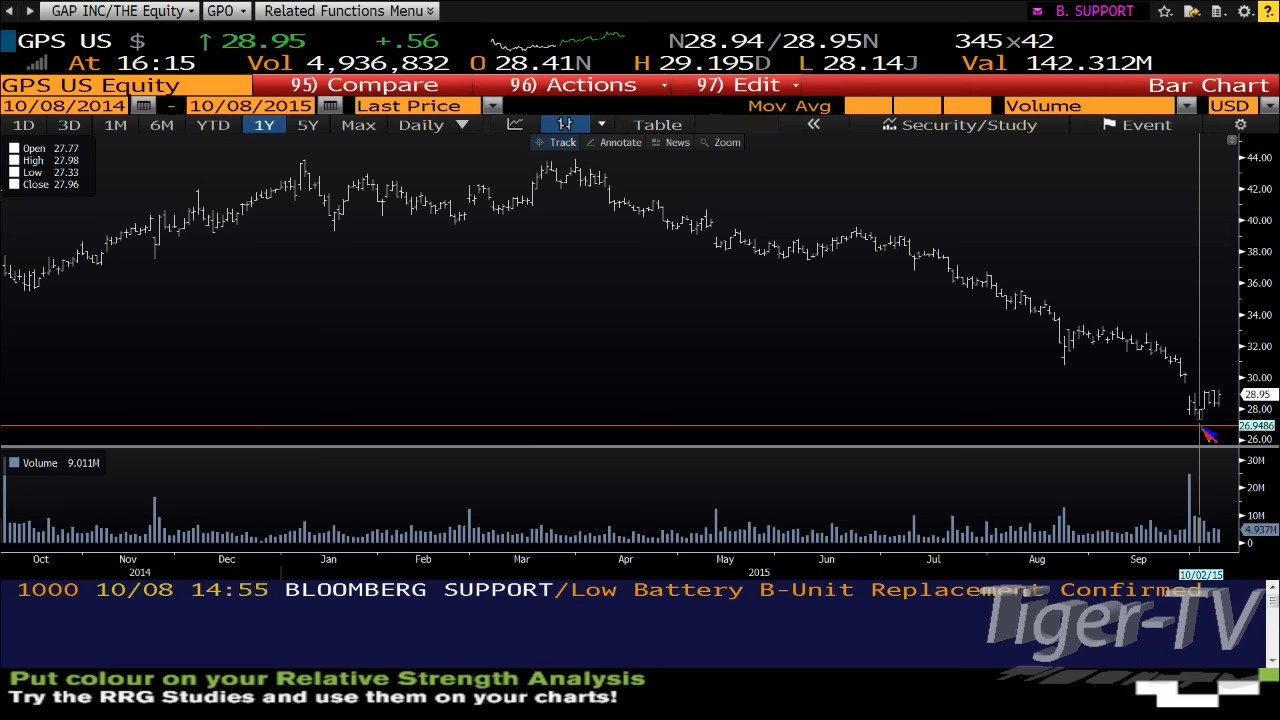 GAP INC/THE Equity GPO Related Functions Menu B. SUPPORT ?
GPS US $ ↑ 28.95 +.56 N28.94/28.95N 345×42
At 16:15 Vol 4,936,832 O 28.41N H 29.195D L 28.14J Val 142.312M
GPS US Equity 95) Compare 96) Actions 97) Edit Bar Chart
10/08/2014 - 10/08/2015 Last Price Mov Avg Volume USD
1D 3D 1M 6M YTD 1Y 5Y Max Daily Table Security/Study Event
Track Annotate News Zoom
Open 27.77
High 27.98
Low 27.33
Close 27.96
44.00
42.00
40.00
38.00
36.00
34.00
32.00
30.00
28.95
28.00
26.9486
26.00
Volume 9.011M
30M
20M
10M
4.937M
0
Oct Nov Dec Jan Feb Mar Apr May Jun Jul Aug Sep
2014 2015 10/02/15
1000 10/08 14:55 BLOOMBERG SUPPORT/Low Battery B-Unit Replacement Confirmed
Tiger-TV
Put colour on your Relative Strength Analysis
Try the RRG Studies and use them on your charts!